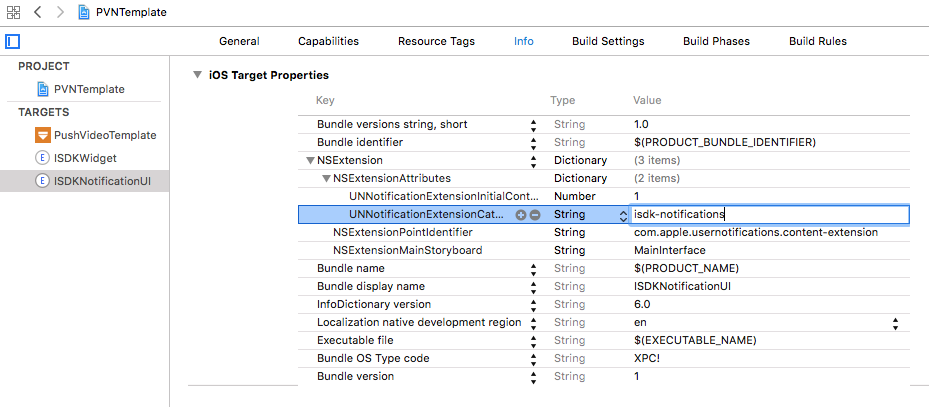 PVNTemplate
General Capabilities Resource Tags Info Build Settings Build Phases Build Rules
PROJECT
PVNTemplate
TARGETS
PushVideoTemplate
E ISDKWidget
E ISDKNotificationUI
iOS Target Properties
Key Type Value
Bundle versions string, short String 1.0
Bundle identifier String $(PRODUCT_BUNDLE_IDENTIFIER)
NSExtension Dictionary (3 items)
NSExtensionAttributes Dictionary (2 items)
UNNotificationExtensionInitialCont... Number 1
UNNotificationExtensionCat... String isdk-notifications
NSExtensionPointIdentifier String com.apple.usernotifications.content-extension
NSExtensionMainStoryboard String MainInterface
Bundle name String $(PRODUCT_NAME)
Bundle display name String ISDKNotificationUI
InfoDictionary version String 6.0
Localization native development region String en
Executable file String $(EXECUTABLE_NAME)
Bundle OS Type code String XPC!
Bundle version String 1